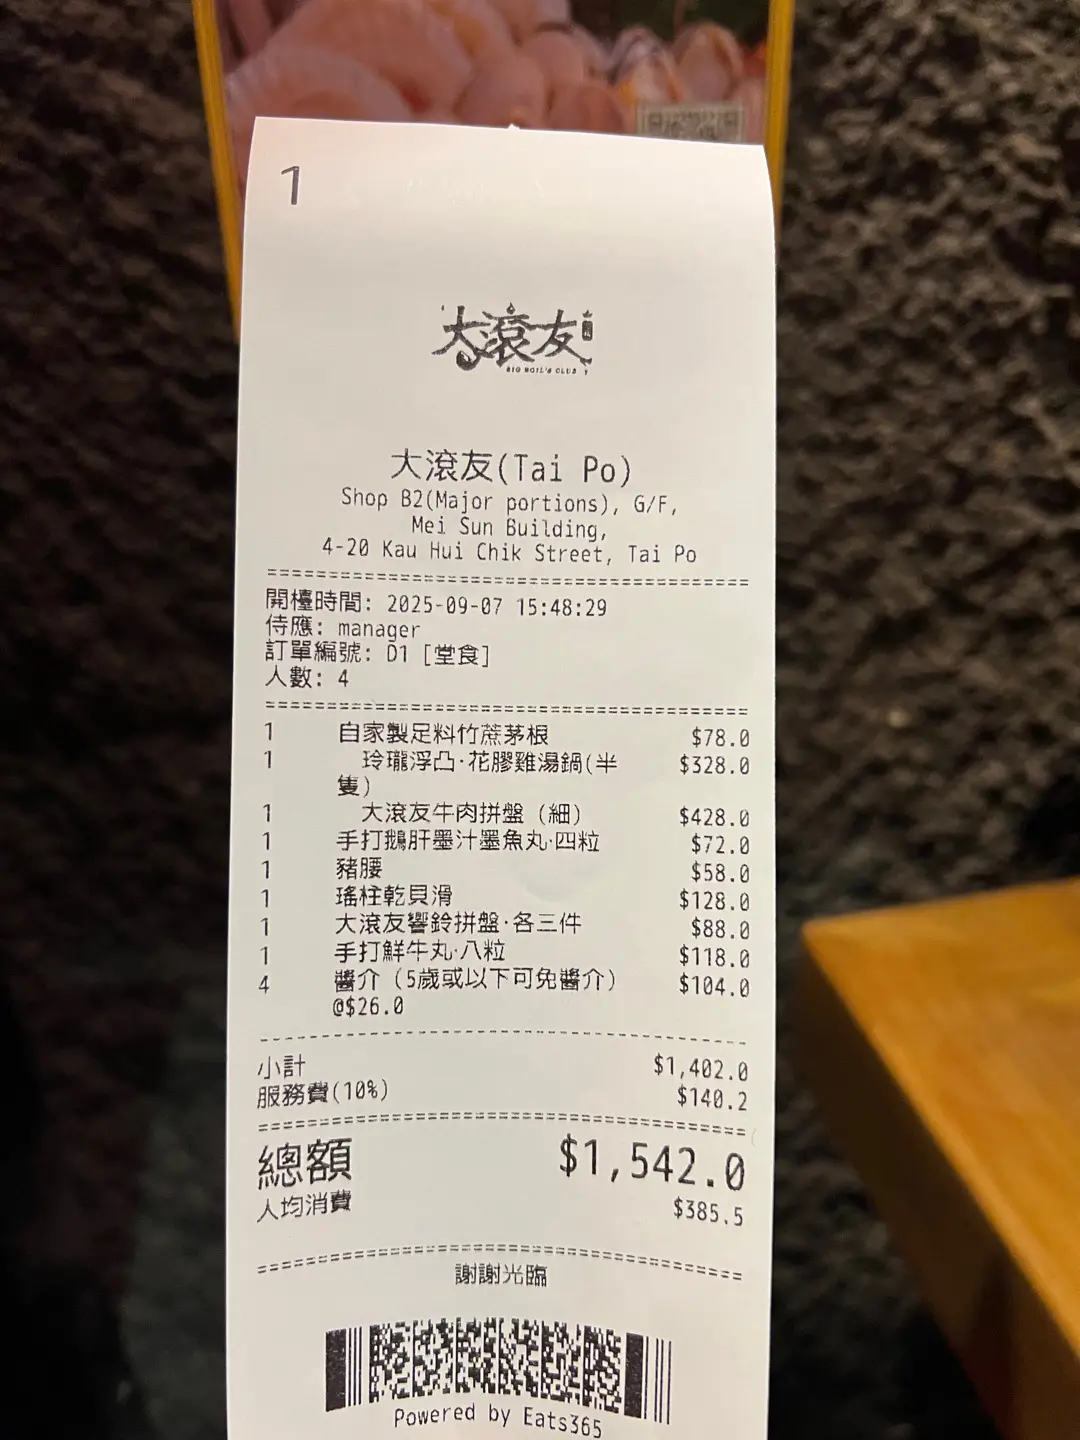 1
大滾友
BIG BOIL'S CLUB
大滾友(Tai Po)
Shop B2(Major portions), G/F,
Mei Sun Building,
4-20 Kau Hui Chik Street, Tai Po
開檯時間: 2025-09-07 15:48:29
侍應: manager
訂單編號: D1 [堂食]
人數: 4
1 自家製足料竹蔗茅根 $78.0
1 玲瓏浮凸·花膠雞湯鍋(半 $328.0
隻)
1 大滾友牛肉拼盤 (細) $428.0
1 手打鵝肝墨汁墨魚丸·四粒 $72.0
1 豬腰 $58.0
1 瑤柱乾貝滑 $128.0
1 大滾友響鈴拼盤·各三件 $88.0
1 手打鮮牛丸·八粒 $118.0
4 醬介 (5歲或以下可免醬介) $104.0
@$26.0
小計 $1,402.0
服務費(10%) $140.2
總額 $1,542.0
人均消費 $385.5
謝謝光臨
Powered by Eats365